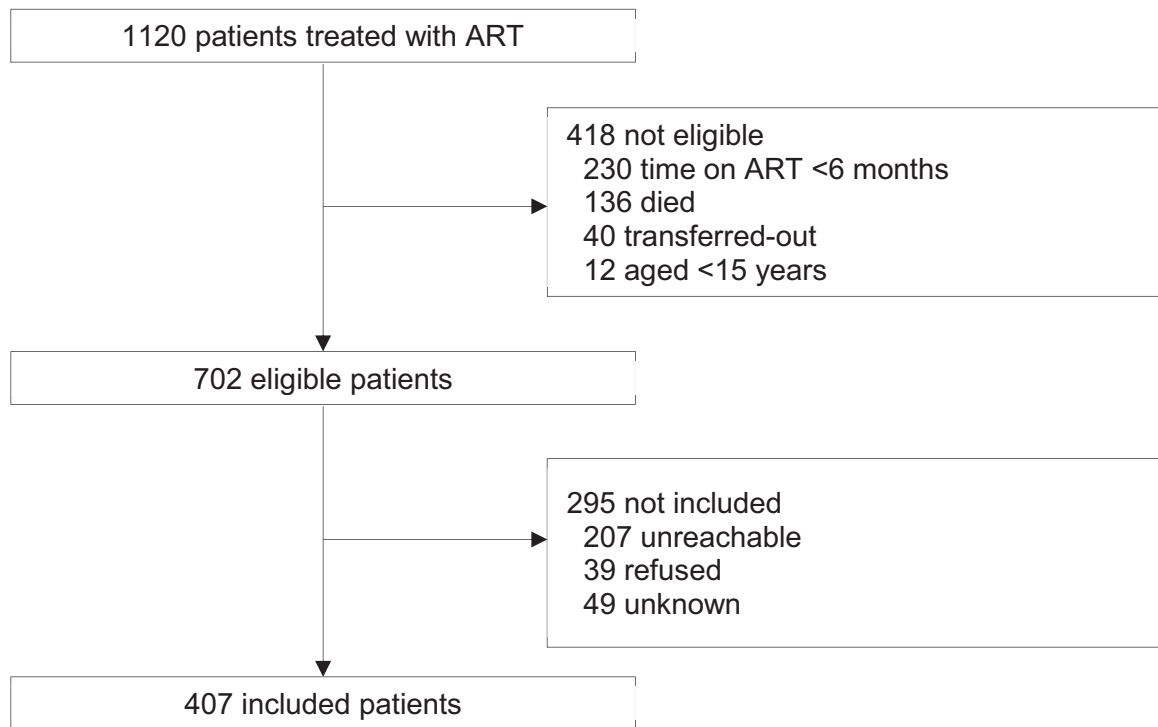 1120 patients treated with ART
418 not eligible
230 time on ART <6 months
136 died
40 transferred-out
12 aged <15 years
702 eligible patients
295 not included
207 unreachable
39 refused
49 unknown
407 included patients